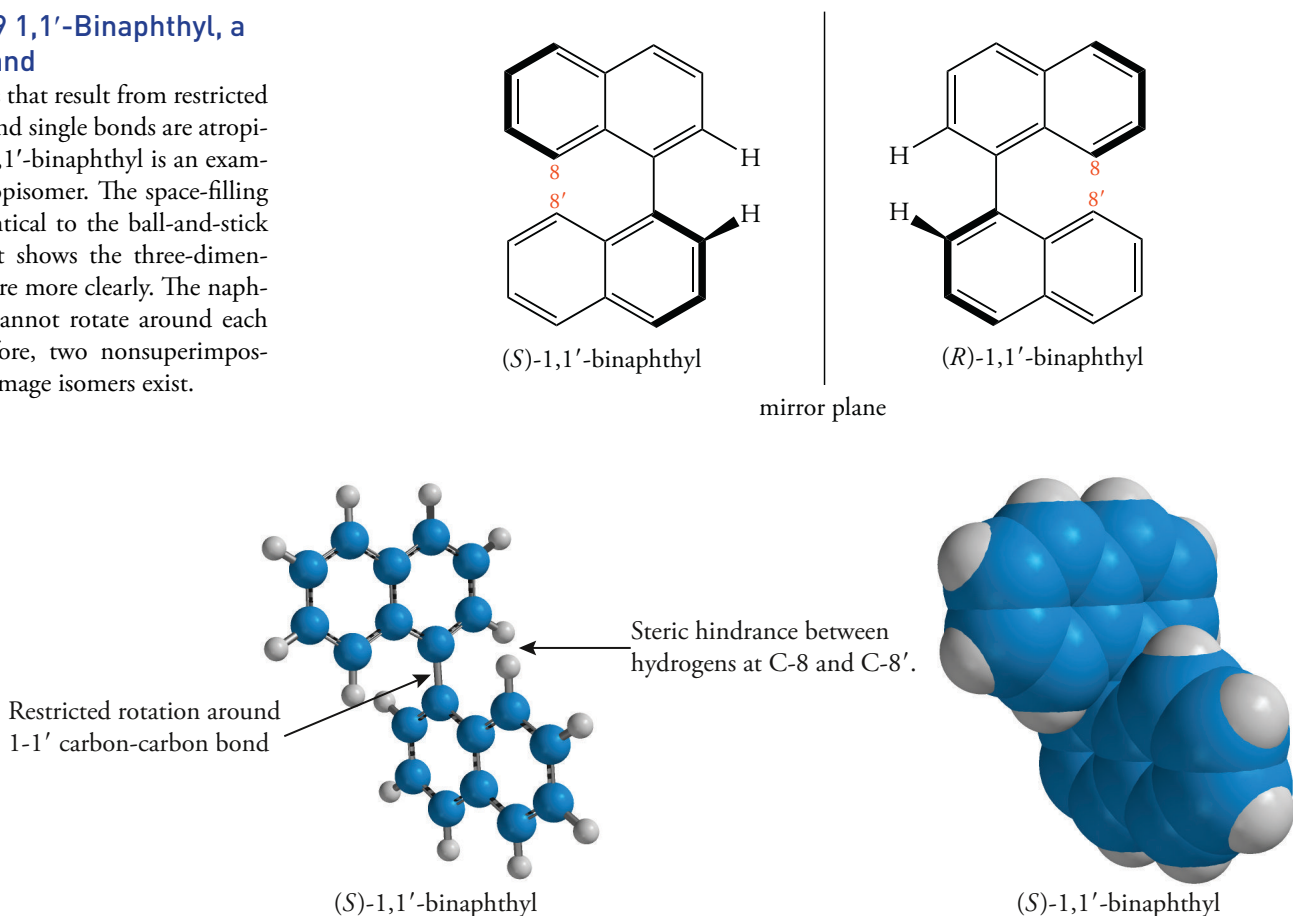 9 1,1′-Binaphthyl, a
that result from restricted
nd single bonds are atropi-
,1′-binaphthyl is an exam-
opisomer. The space-filling
ntical to the ball-and-stick
t shows the three-dimen-
re more clearly. The naph-
annot rotate around each
fore, two nonsuperimpos-
mage isomers exist.
H
8
8′
H
(S)-1,1′-binaphthyl
H
8
8′
H
(R)-1,1′-binaphthyl
mirror plane
Steric hindrance between
hydrogens at C-8 and C-8′.
Restricted rotation around
1-1′ carbon-carbon bond
(S)-1,1′-binaphthyl
(S)-1,1′-binaphthyl